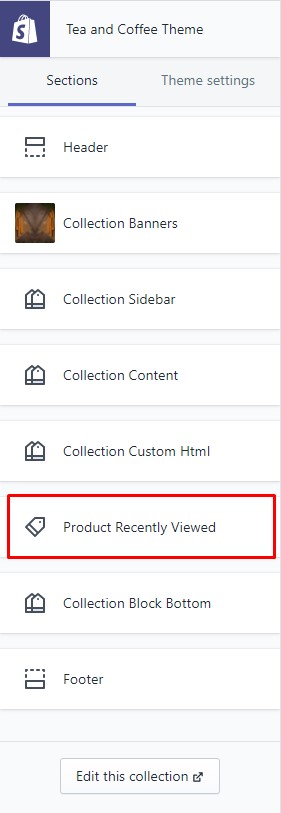 Tea and Coffee Theme
Sections
Theme settings
Header
Collection Banners
Collection Sidebar
Collection Content
Collection Custom Html
Product Recently Viewed
Collection Block Bottom
Footer
Edit this collection